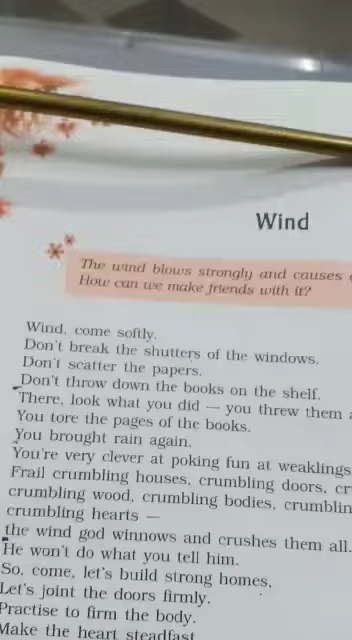 Wind
The wind blows strongly and causes
How can we make friends with it?
Wind, come softly.
Don't break the shutters of the windows.
Don't scatter the papers.
Don't throw down the books on the shelf.
There, look what you did — you threw them
You tore the pages of the books.
You brought rain again.
You're very clever at poking fun at weaklings
Frail crumbling houses, crumbling doors,
crumbling wood, crumbling bodies,
crumbling hearts —
the wind god winnows and crushes them all.
He won't do what you tell him.
So, come, let's build strong homes,
Let's joint the doors firmly.
Practise to firm the body.
Make the heart steadfast